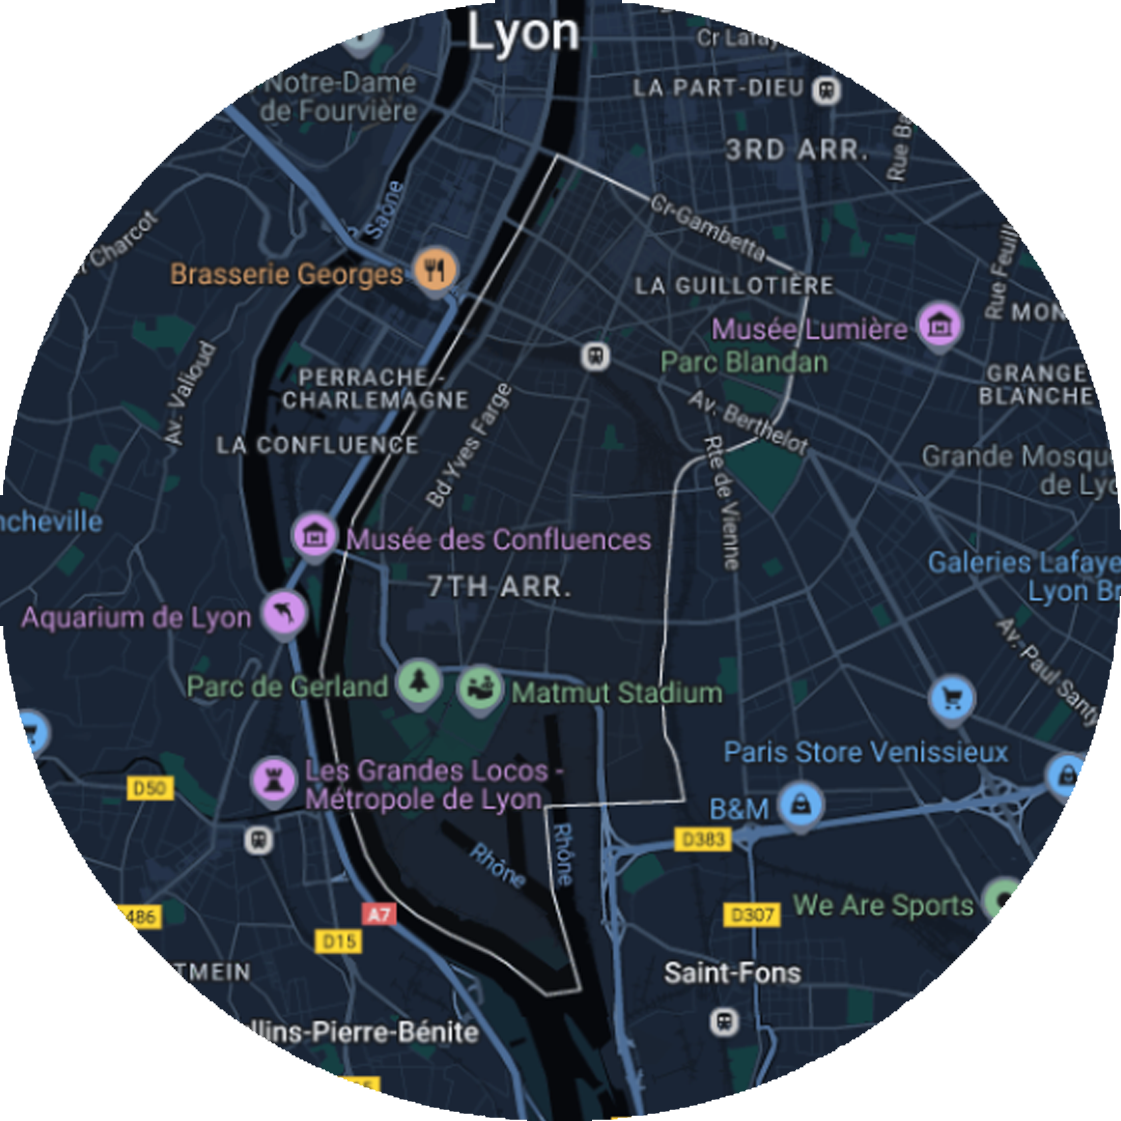 Lyon
Cr Lafay
Notre-Dame
de Fourvière
LA PART-DIEU
3RD ARR.
Rue Ba
Saône
Charcot
Cr Gambetta
Rue Feuill
Brasserie Georges
LA GUILLOTIÈRE
MON
Musée Lumière
Parc Blandan
Av. Valioud
PERRACHE -
CHARLEMAGNE
GRANGE
BLANCHE
Bd Yves Farge
Av. Berthelot
LA CONFLUENCE
Rte de Vienne
Grande Mosqu
de Lyo
ncheville
Musée des Confluences
Galeries Lafaye
Lyon Br
7TH ARR.
Aquarium de Lyon
Av. Paul Santy
Parc de Gerland
Matmut Stadium
Paris Store Venissieux
Les Grandes Locos -
Métropole de Lyon
D50
B&M
D383
Rhône
Rhône
486
A7
D307
We Are Sports
D15
TMEIN
Saint-Fons
llins-Pierre-Bénite